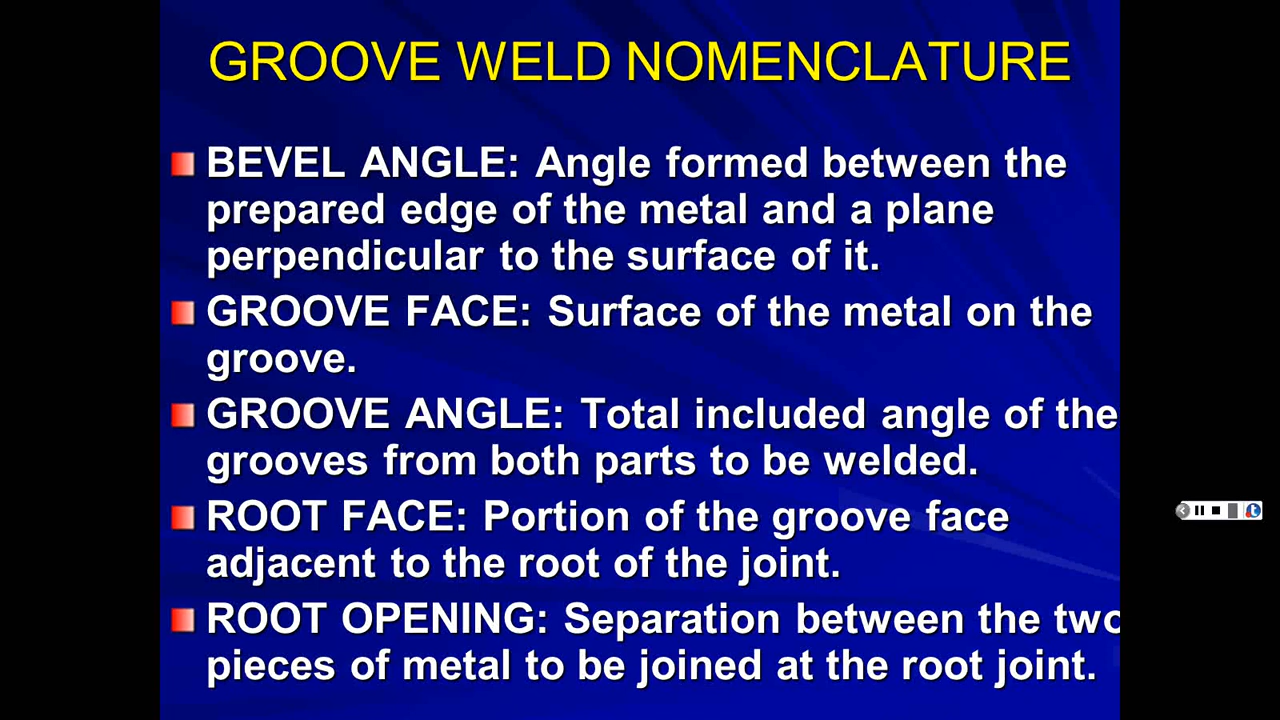 GROOVE WELD NOMENCLATURE
BEVEL ANGLE: Angle formed between the
prepared edge of the metal and a plane
perpendicular to the surface of it.
GROOVE FACE: Surface of the metal on the
groove.
GROOVE ANGLE: Total included angle of the
grooves from both parts to be welded.
ROOT FACE: Portion of the groove face
adjacent to the root of the joint.
ROOT OPENING: Separation between the two
pieces of metal to be joined at the root joint.